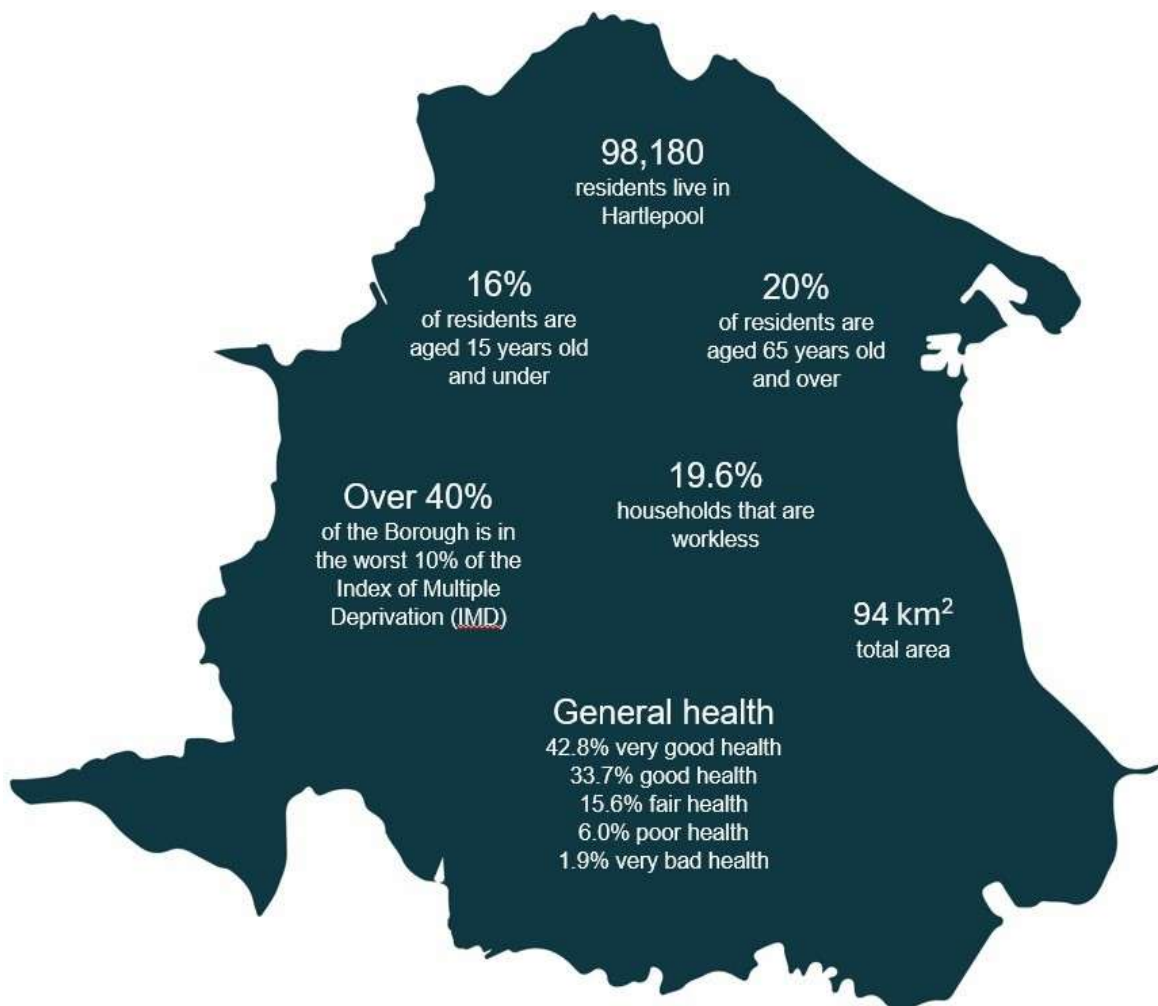 98,180
residents live in
Hartlepool
16%
of residents are
aged 15 years old
and under
20%
of residents are
aged 65 years old
and over
Over 40%
of the Borough is in
the worst 10% of the
Index of Multiple
Deprivation (IMD)
19.6%
households that are
workless
94 km²
total area
General health
42.8% very good health
33.7% good health
15.6% fair health
6.0% poor health
1.9% very bad health